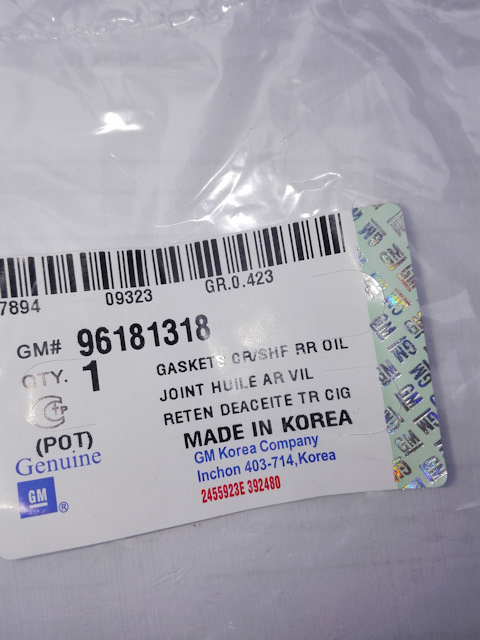 7894 09323 GR.0.423
GM# 96181318
QTY. 1
GASKETS CR/SHF RR OIL
JOINT HUILE AR VIL
RETEN DEACEITE TR CIG
(POT)
MADE IN KOREA
Genuine
GM Korea Company
Inchon 403-714,Korea
GM ®
2455923E 392480